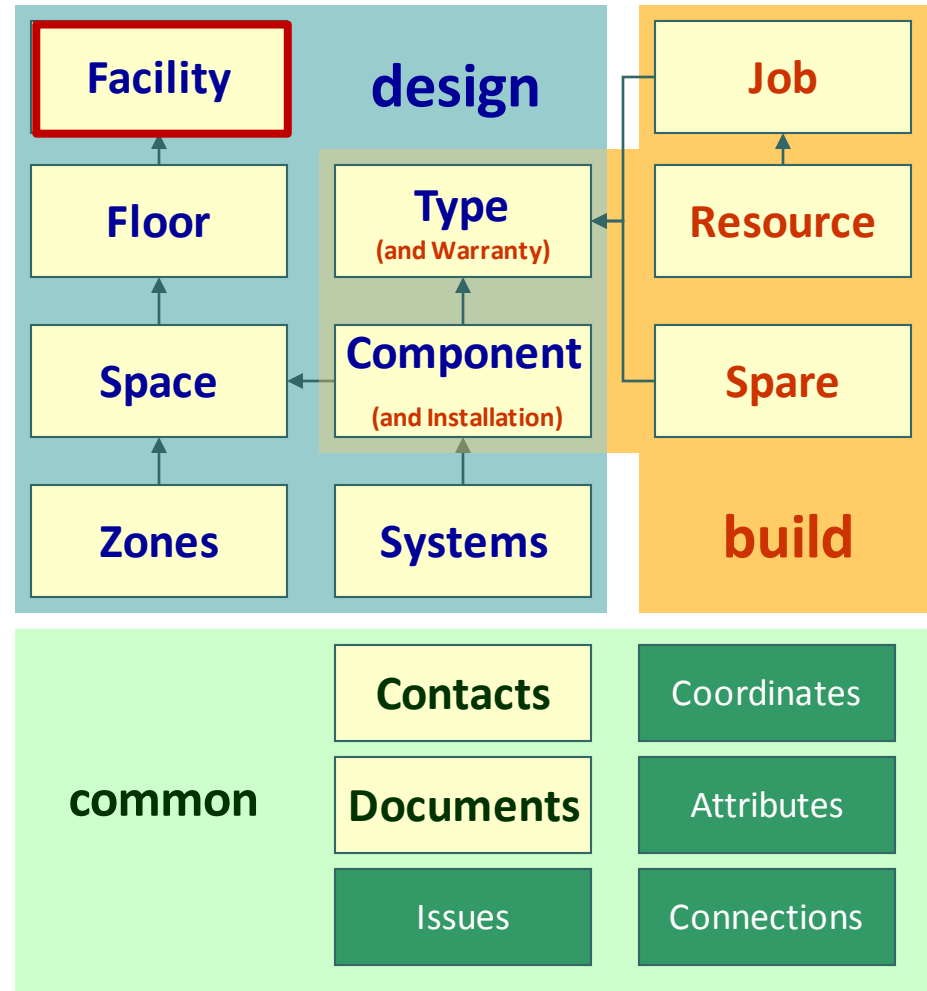 Facility
design
Job
Floor
Type
(and Warranty)
Resource
Space
Component
(and Installation)
Spare
Zones
Systems
build
common
Contacts
Coordinates
Documents
Attributes
Issues
Connections